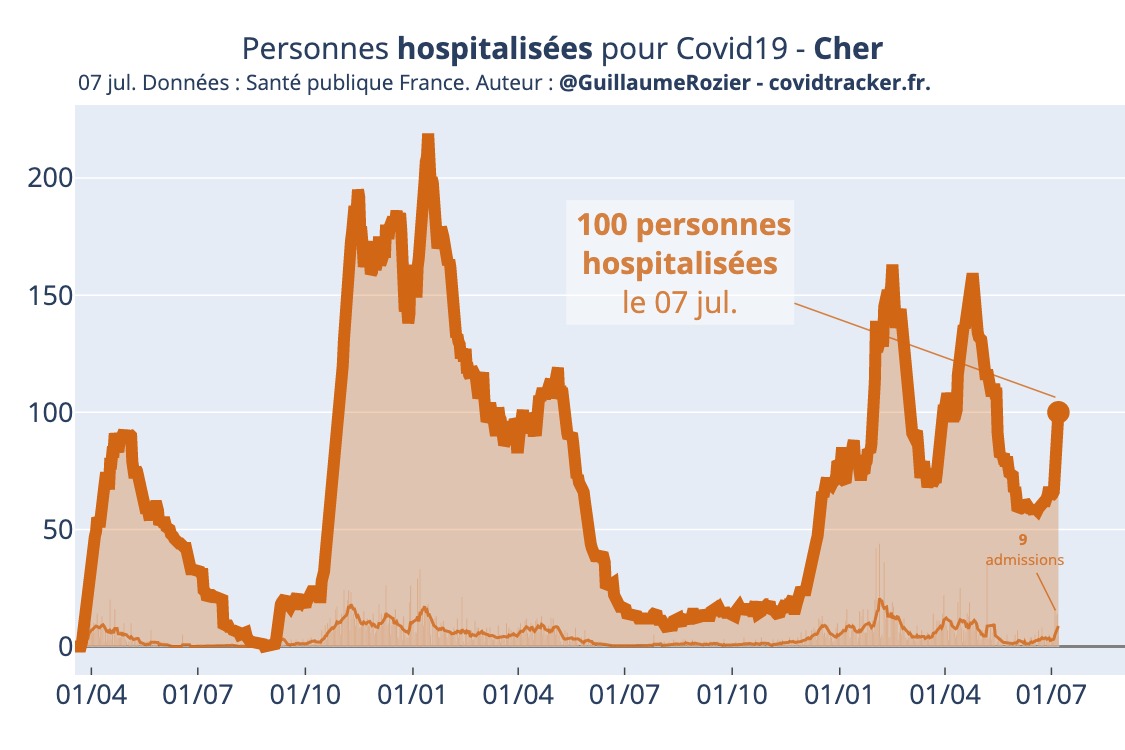 Personnes hospitalisées pour Covid19 - Cher
07 jul. Données : Santé publique France. Auteur : @GuillaumeRozier - covidtracker.fr.
200
150
100
50
0
100 personnes
hospitalisées
le 07 jul.
9
admissions
01/04 01/07 01/10 01/01 01/04 01/07 01/10 01/01 01/04 01/07